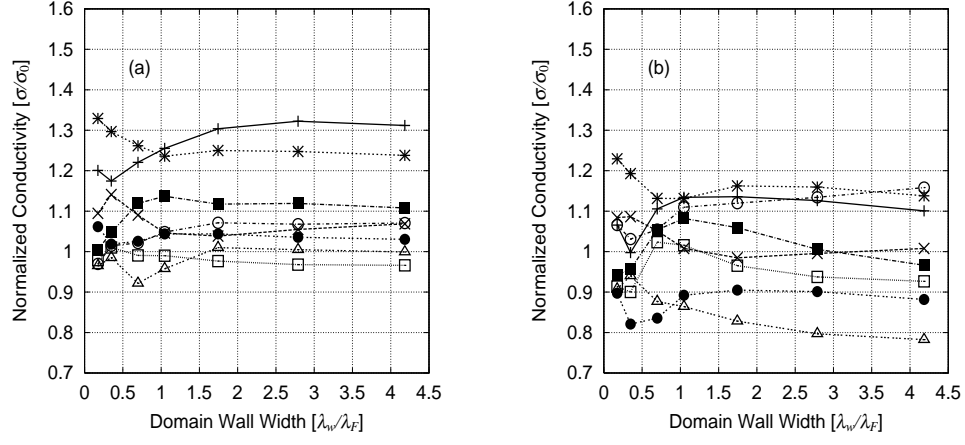 Normalized Conductivity [σ/σ0]
1.6
1.5
1.4
1.3
1.2
1.1
1
0.9
0.8
0.7
(a)
0 0.5 1 1.5 2 2.5 3 3.5 4 4.5
Domain Wall Width [λw/λF]
Normalized Conductivity [σ/σ0]
1.6
1.5
1.4
1.3
1.2
1.1
1
0.9
0.8
0.7
(b)
0 0.5 1 1.5 2 2.5 3 3.5 4 4.5
Domain Wall Width [λw/λF]